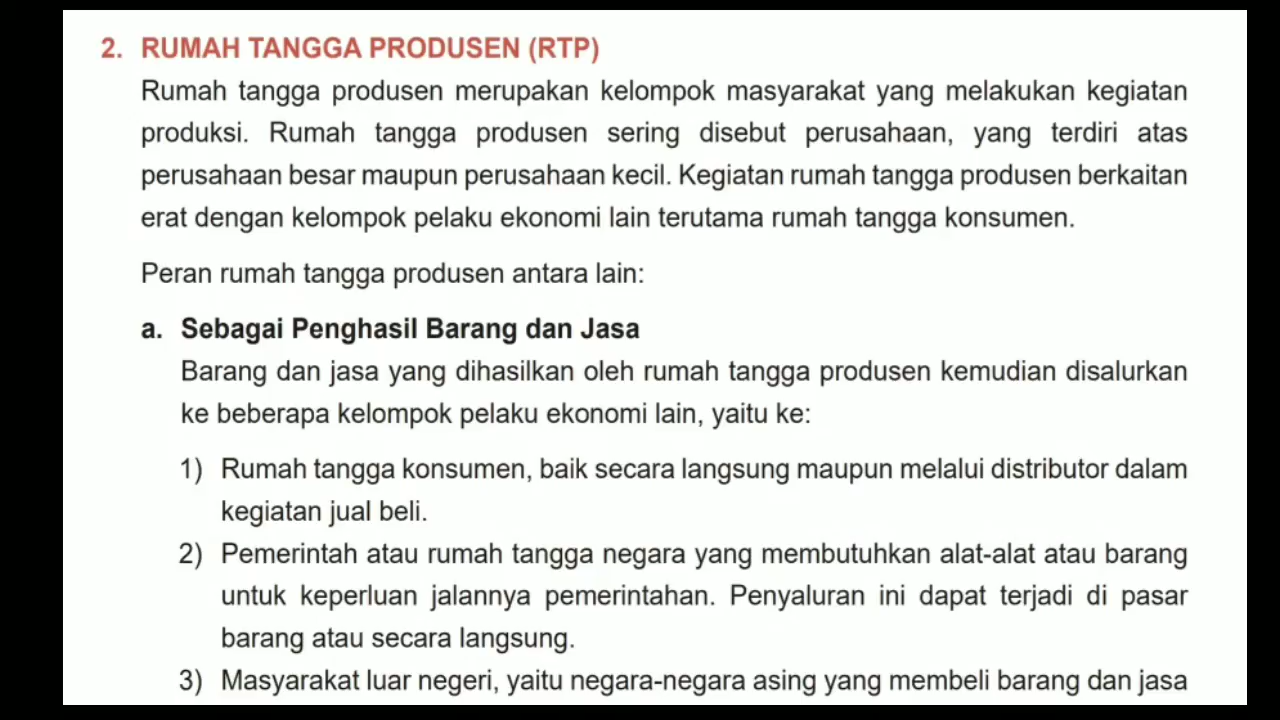 2. RUMAH TANGGA PRODUSEN (RTP)
Rumah tangga produsen merupakan kelompok masyarakat yang melakukan kegiatan
produksi. Rumah tangga produsen sering disebut perusahaan, yang terdiri atas
perusahaan besar maupun perusahaan kecil. Kegiatan rumah tangga produsen berkaitan
erat dengan kelompok pelaku ekonomi lain terutama rumah tangga konsumen.
Peran rumah tangga produsen antara lain:
a. Sebagai Penghasil Barang dan Jasa
Barang dan jasa yang dihasilkan oleh rumah tangga produsen kemudian disalurkan
ke beberapa kelompok pelaku ekonomi lain, yaitu ke:
1) Rumah tangga konsumen, baik secara langsung maupun melalui distributor dalam
kegiatan jual beli.
2) Pemerintah atau rumah tangga negara yang membutuhkan alat-alat atau barang
untuk keperluan jalannya pemerintahan. Penyaluran ini dapat terjadi di pasar
barang atau secara langsung.
3) Masyarakat luar negeri, yaitu negara-negara asing yang membeli barang dan jasa